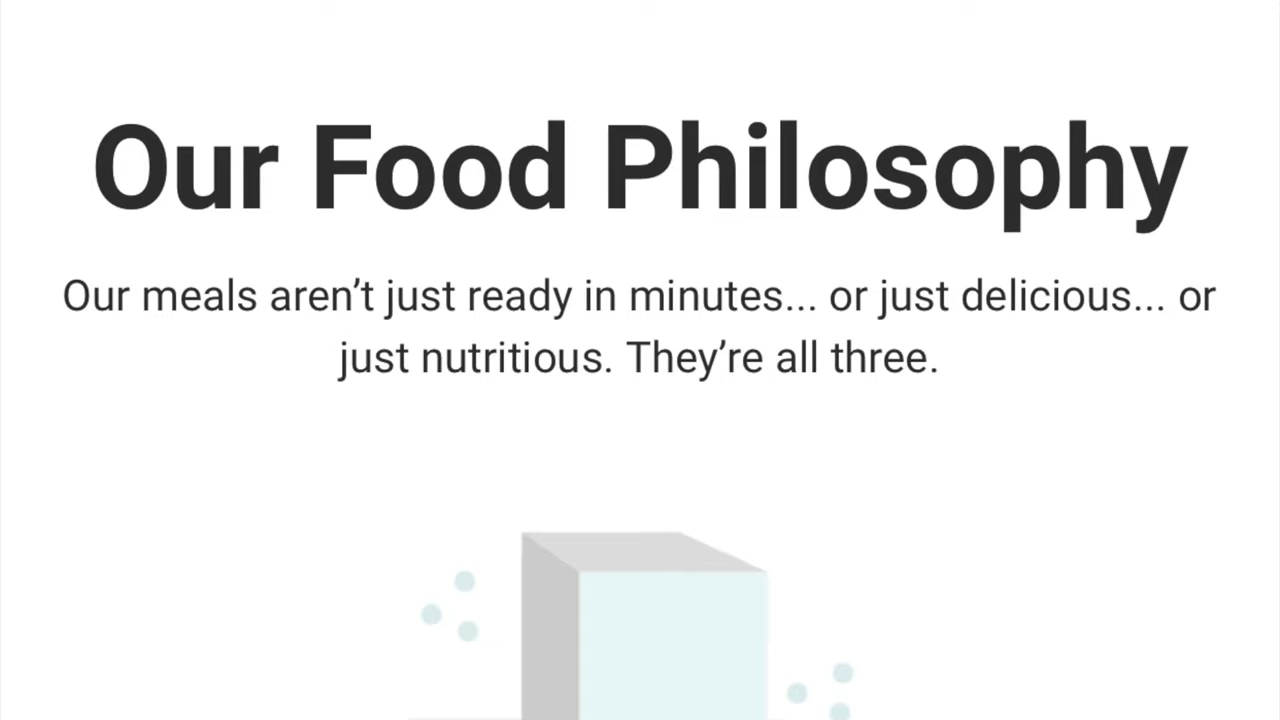 Our Food Philosophy
Our meals aren’t just ready in minutes... or just delicious... or
just nutritious. They’re all three.